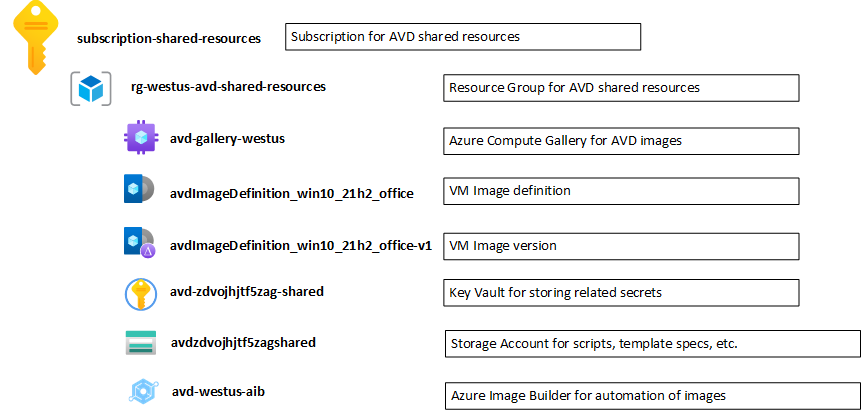 subscription-shared-resources Subscription for AVD shared resources
rg-westus-avd-shared-resources Resource Group for AVD shared resources
avd-gallery-westus Azure Compute Gallery for AVD images
avdImageDefinition_win10_21h2_office VM Image definition
avdImageDefinition_win10_21h2_office-v1 VM Image version
avd-zdvojhjtf5zag-shared Key Vault for storing related secrets
avdzdvojhjtf5zagshared Storage Account for scripts, template specs, etc.
avd-westus-aib Azure Image Builder for automation of images